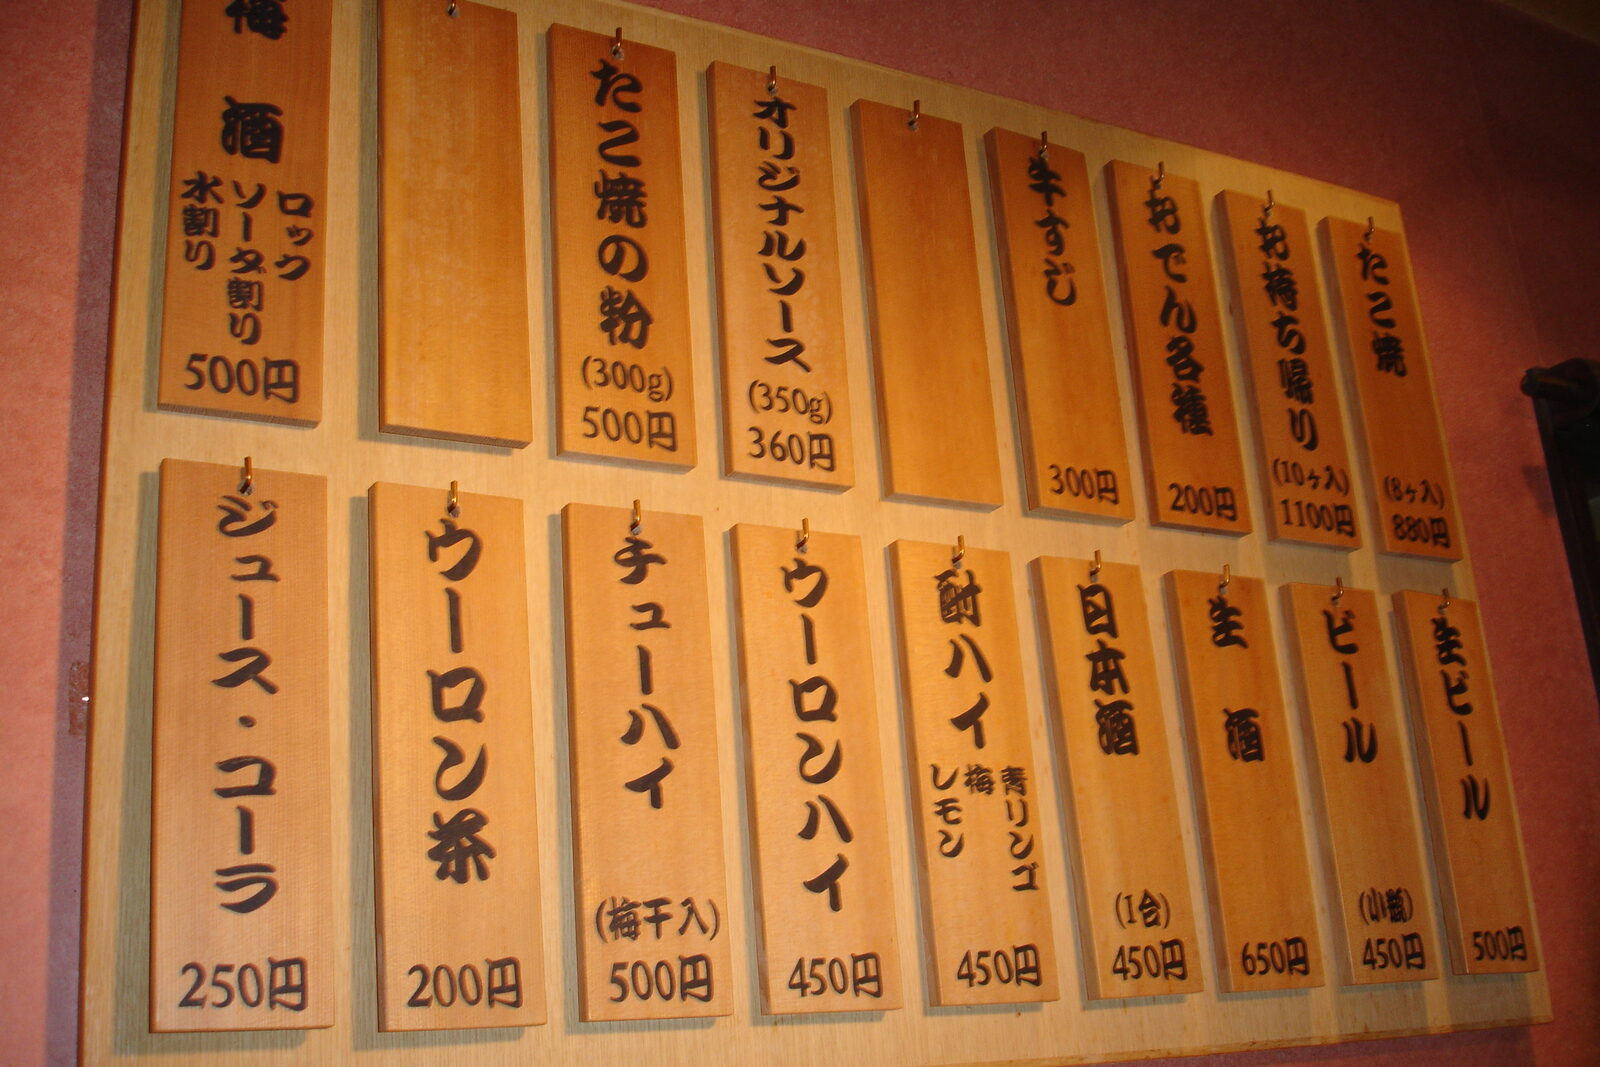 たこ焼
(8ヶ入)
880円
お持ち帰り
(10ヶ入)
1100円
おでん各種
200円
牛すじ
300円
オリジナルソース
(350g)
360円
たこ焼の粉
(300g)
500円
梅酒
ロック
ソーダ割り
水割り
500円
生ビール
500円
ビール
(小瓶)
450円
生酒
650円
日本酒
(1合)
450円
酎ハイ
青リンゴ
梅
レモン
450円
ウーロンハイ
450円
チューハイ
(梅干入)
500円
ウーロン茶
200円
ジュース・コーラ
250円